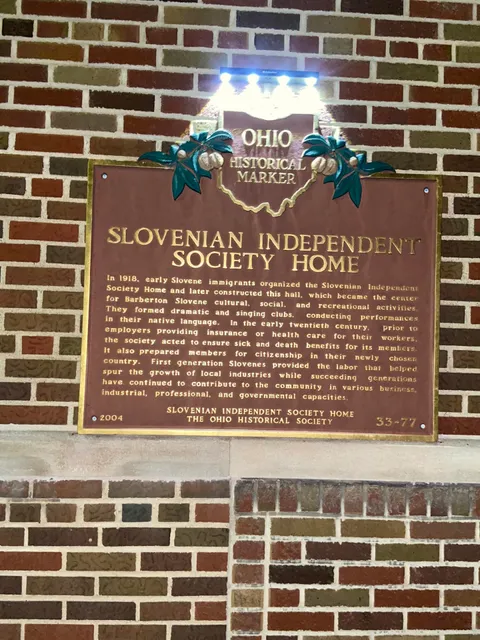 OHIO
HISTORICAL
MARKER
SLOVENIAN INDEPENDENT
SOCIETY HOME
In 1918, early Slovene immigrants organized the Slovenian Independent
Society Home and later constructed this hall, which became the center
for Barberton Slovene cultural, social, and recreational activities.
They formed dramatic and singing clubs, conducting performances
in their native language. In the early twentieth century, prior to
employers providing insurance or health care for their workers,
the society acted to ensure sick and death benefits for its members.
It also prepared members for citizenship in their newly chosen
country. First generation Slovenes provided the labor that helped
spur the growth of local industries while succeeding generations
have continued to contribute to the community in various business,
industrial, professional, and governmental capacities.
SLOVENIAN INDEPENDENT SOCIETY HOME
2004 THE OHIO HISTORICAL SOCIETY 33-77